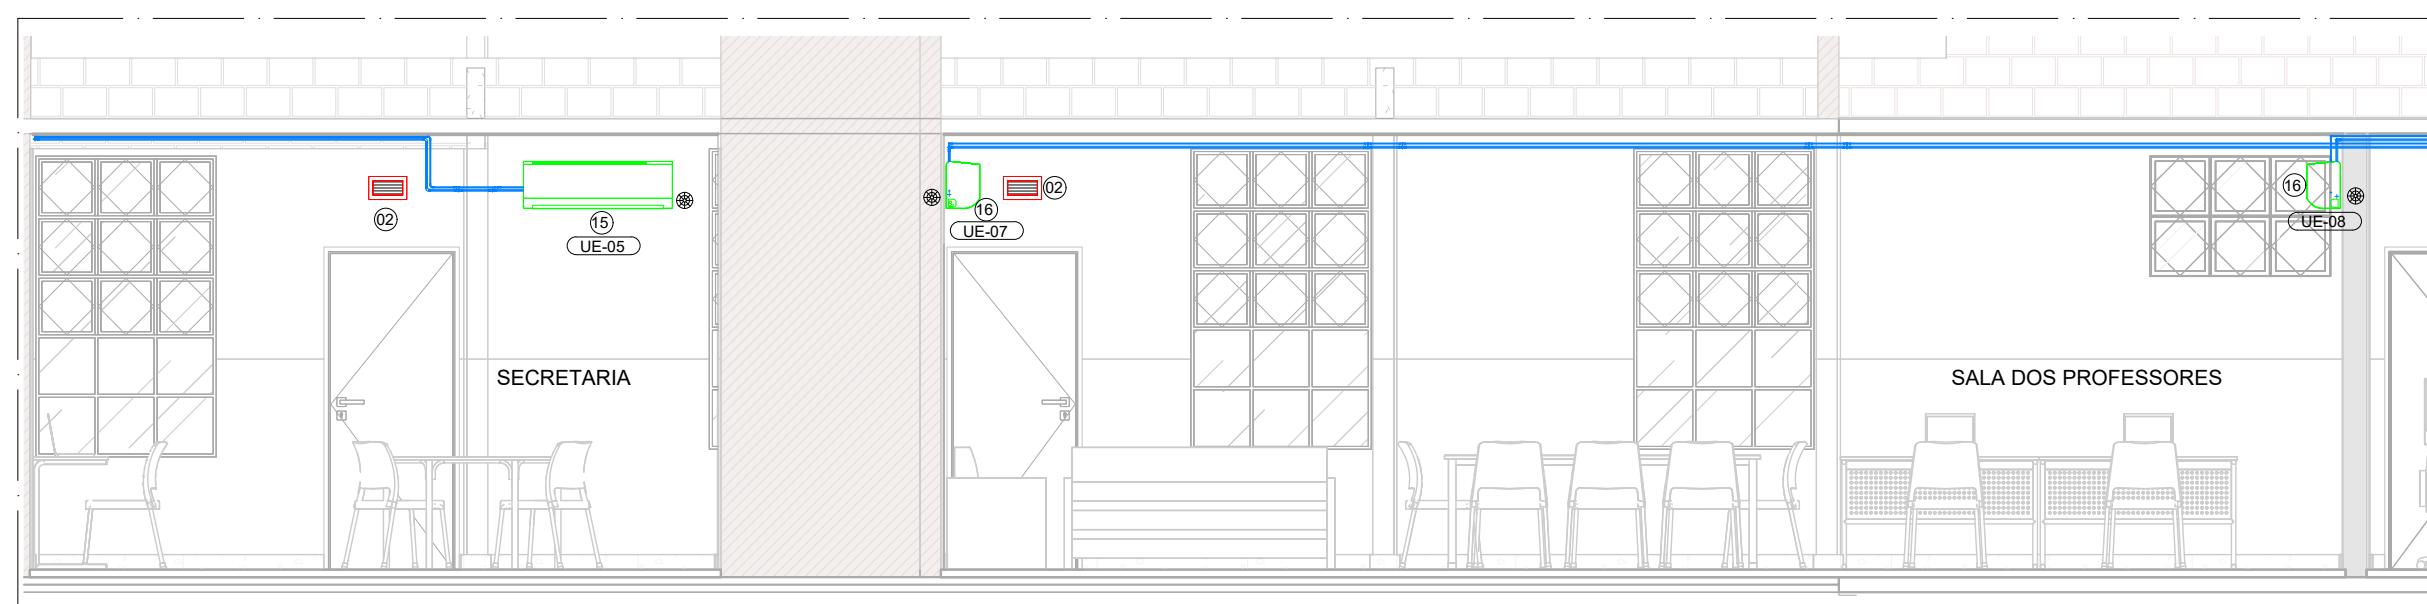 02
15
UE-05
SECRETARIA
02
16
UE-07
16
UE-08
SALA DOS PROFESSORES